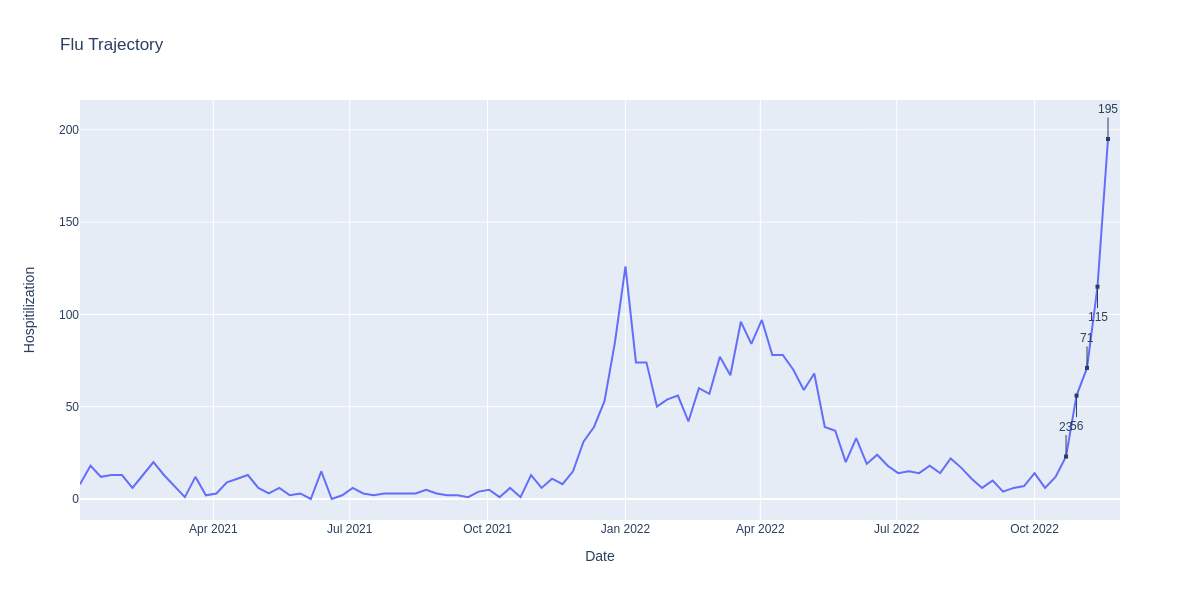 Flu Trajectory
195
200
150
Hospitilization
100
115
71
50
23
56
0
Apr 2021
Jul 2021
Oct 2021
Jan 2022
Apr 2022
Jul 2022
Oct 2022
Date